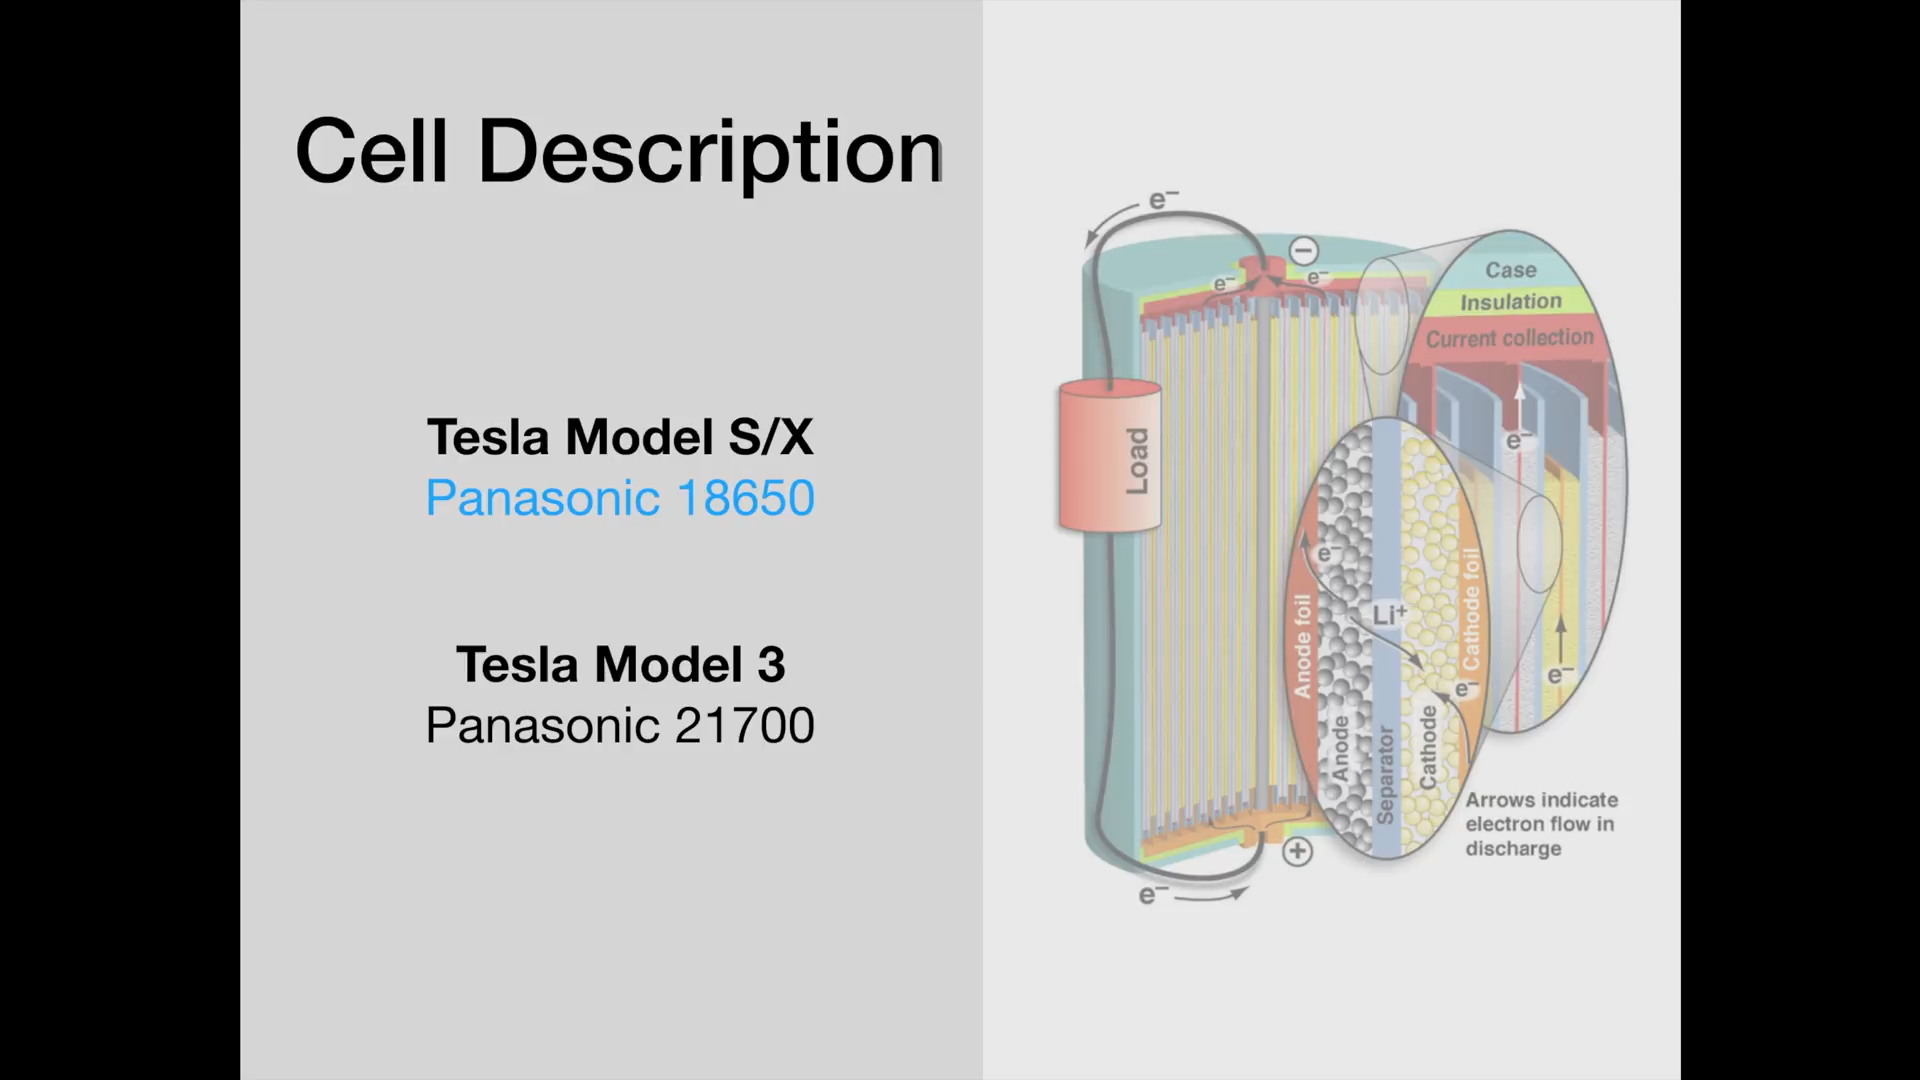 Cell Description
Tesla Model S/X
Panasonic 18650
Tesla Model 3
Panasonic 21700
e−
−
e−
e−
Case
Insulation
Current collection
e−
Load
e−
Li+
Anode foil
Anode
Separator
Cathode
Cathode foil
e−
e−
+
e−
Arrows indicate
electron flow in
discharge